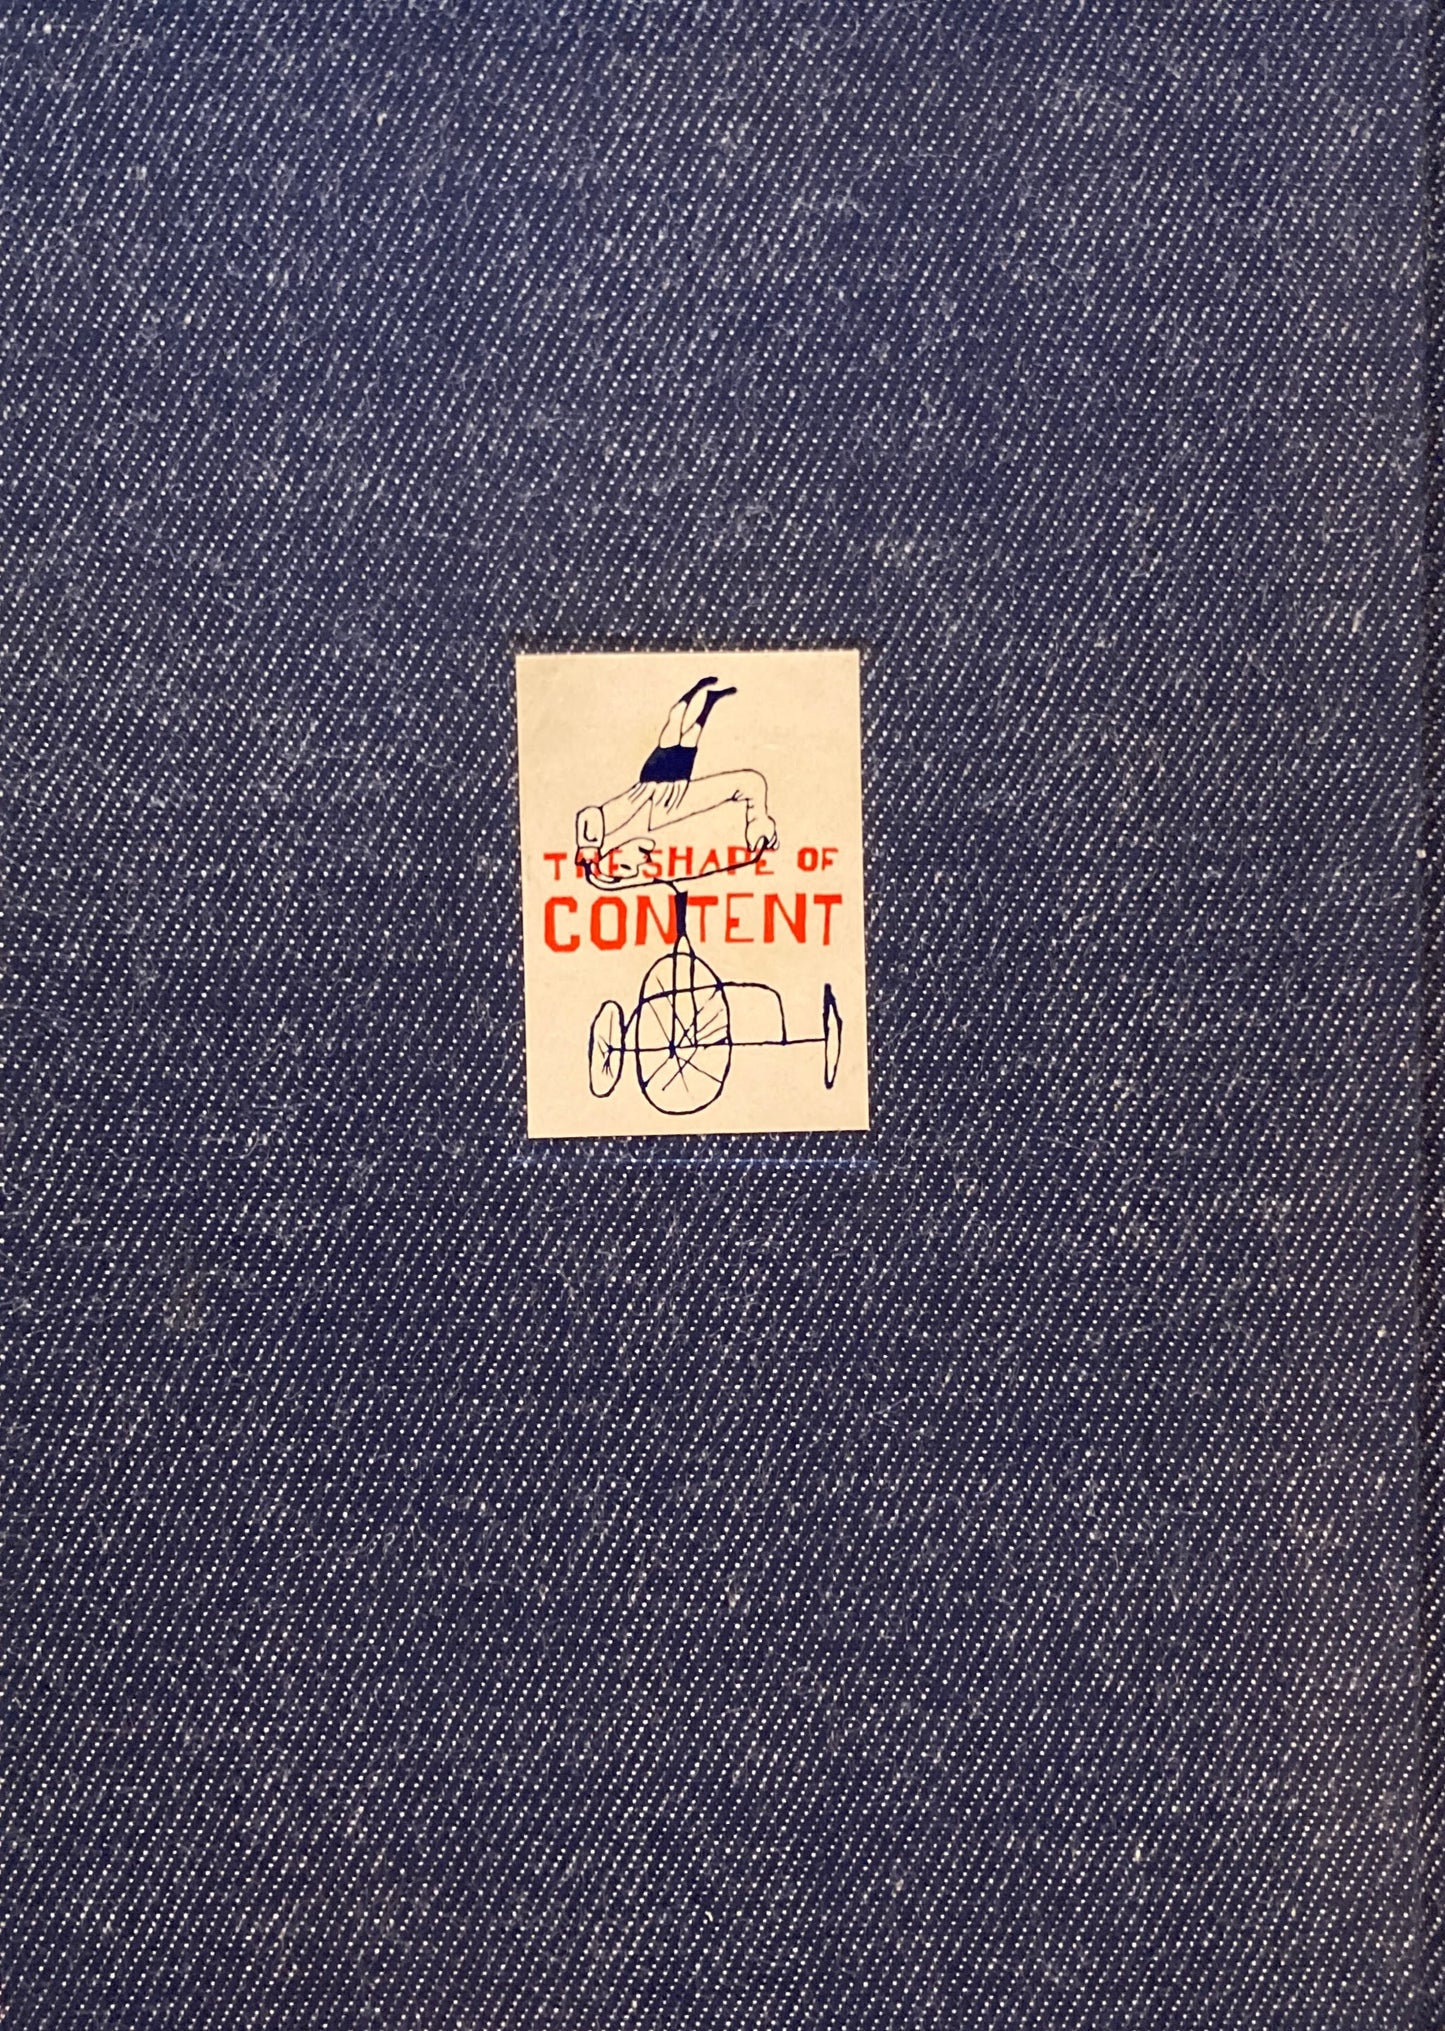 THE SHAPE OF
CONTENT